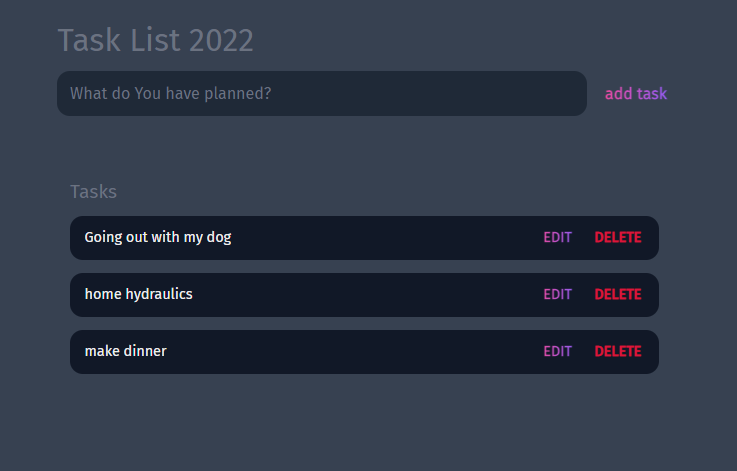 Task List 2022
What do You have planned?
add task
Tasks
Going out with my dog EDIT DELETE
home hydraulics EDIT DELETE
make dinner EDIT DELETE